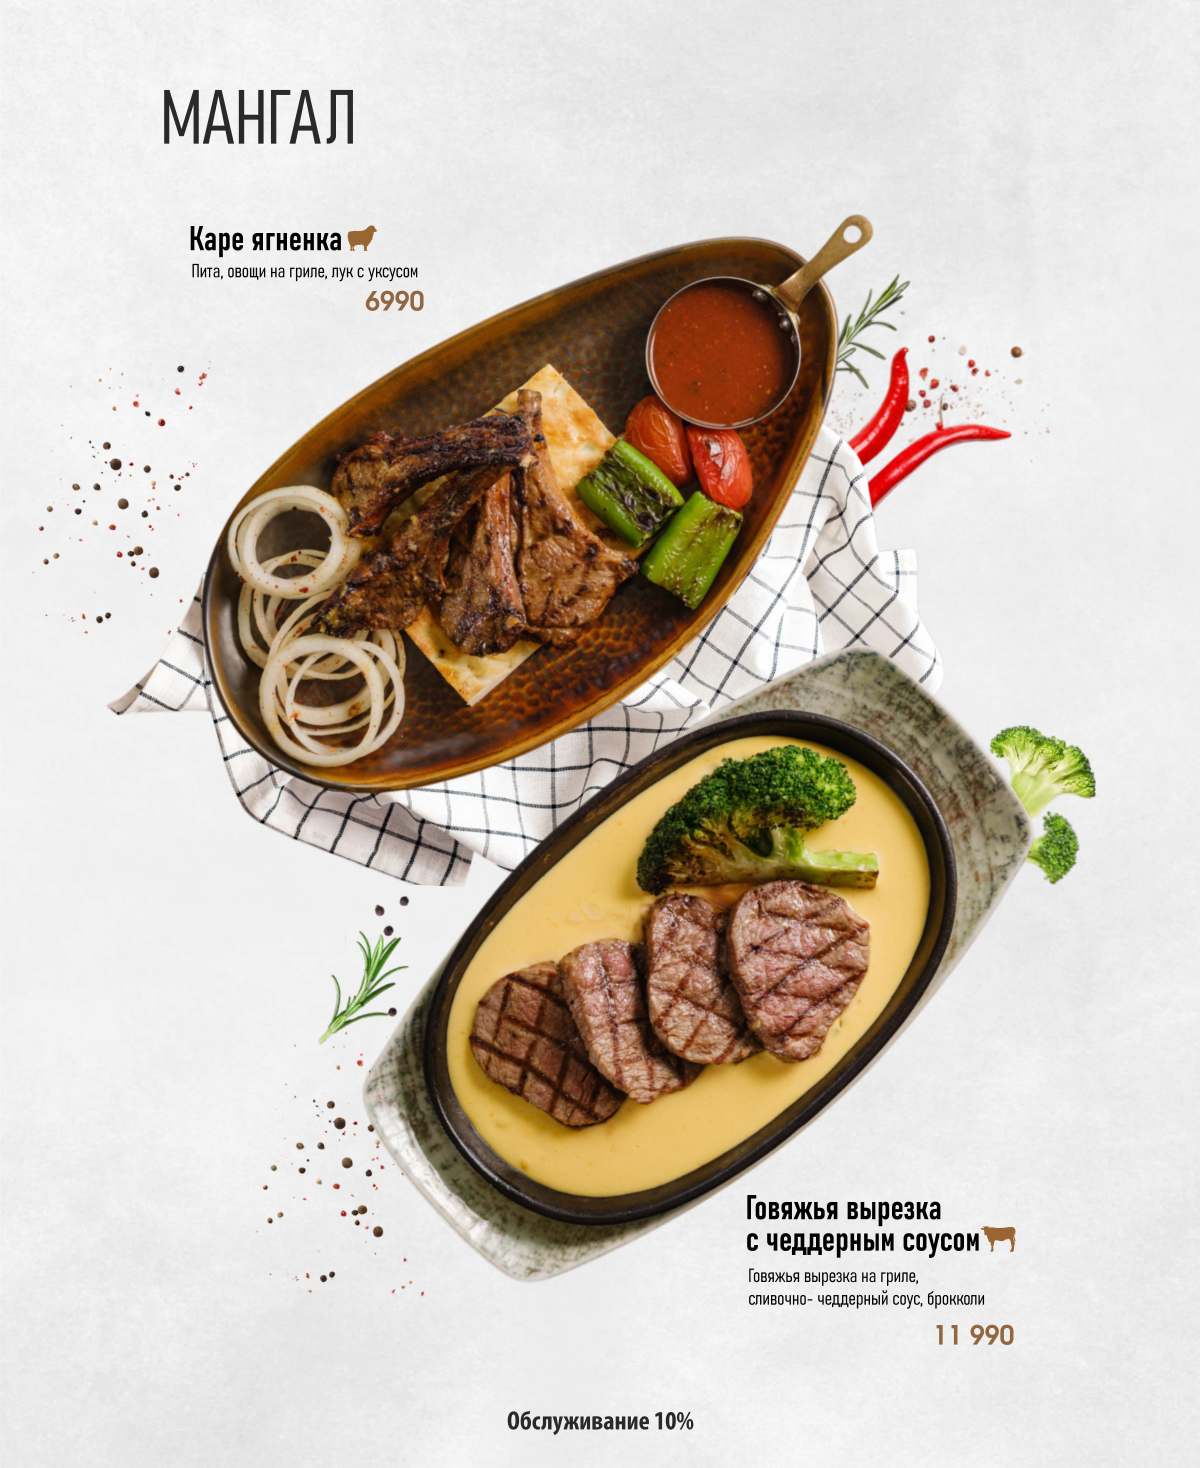 МАНГАЛ
Каре ягненка
Пита, овощи на гриле, лук с уксусом
6990
Говяжья вырезка
с чеддерным соусом
Говяжья вырезка на гриле,
сливочно- чеддерный соус, брокколи
11 990
Обслуживание 10%